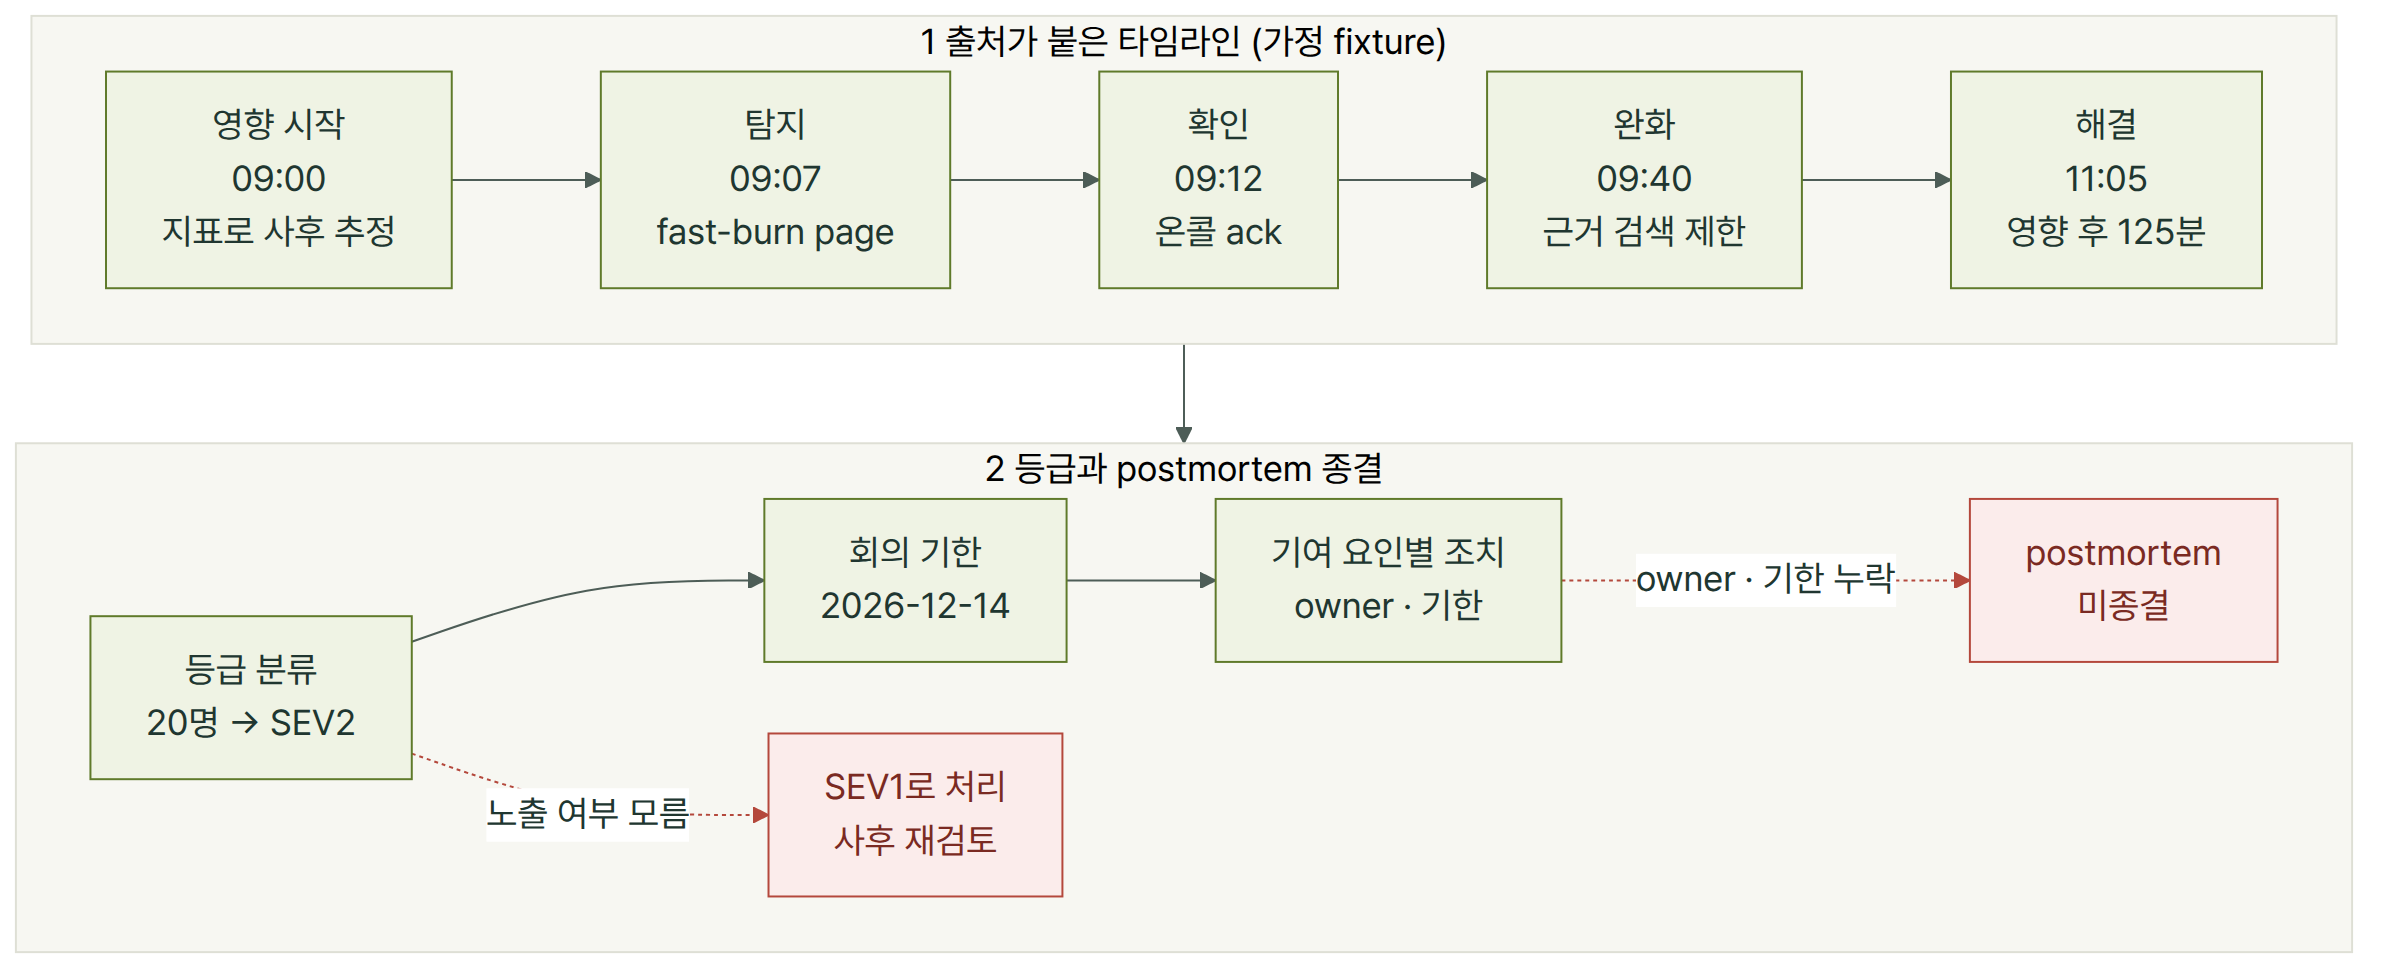 1 출처가 붙은 타임라인 (가정 fixture)
영향 시작
09:00
지표로 사후 추정
탐지
09:07
fast-burn page
확인
09:12
온콜 ack
완화
09:40
근거 검색 제한
해결
11:05
영향 후 125분
2 등급과 postmortem 종결
등급 분류
20명 → SEV2
회의 기한
2026-12-14
기여 요인별 조치
owner · 기한
owner · 기한 누락
postmortem
미종결
노출 여부 모름
SEV1로 처리
사후 재검토